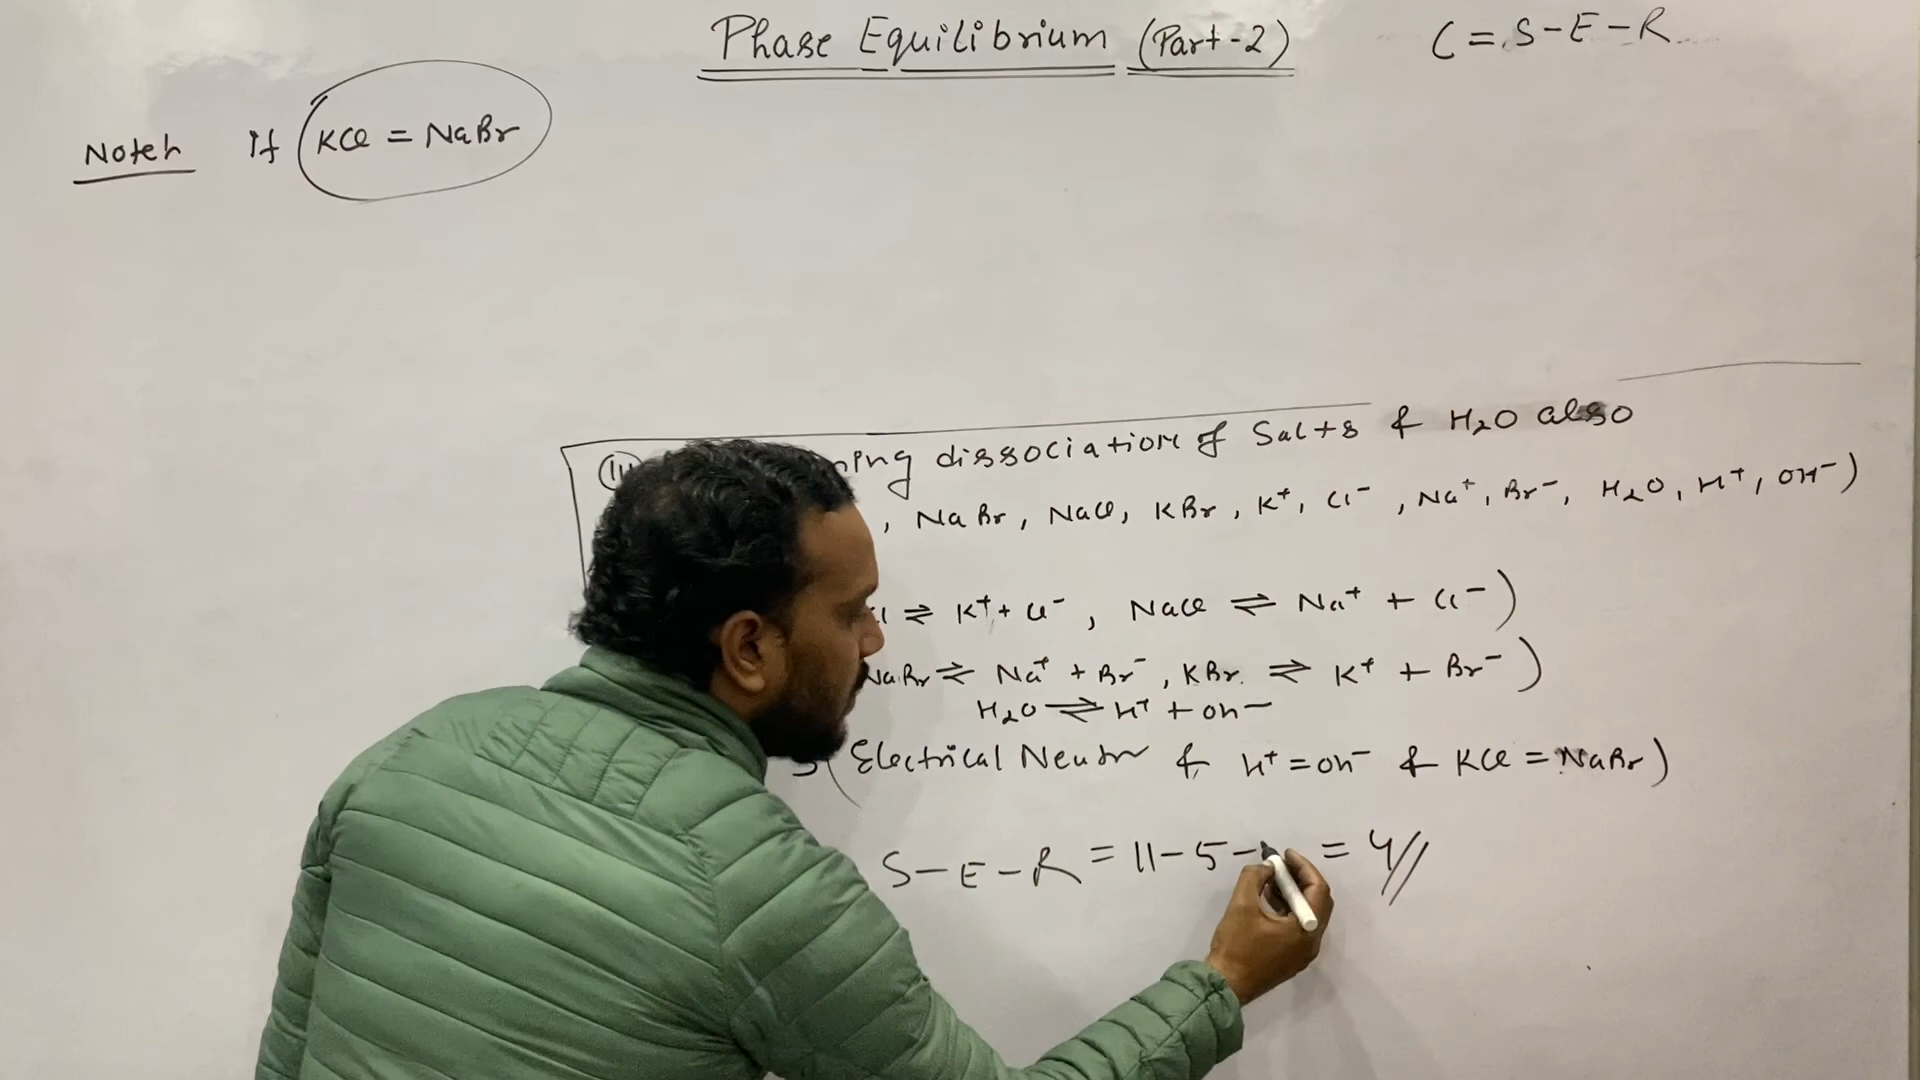 Phase Equilibrium (Part-2)
C = S-E-R
Note:- If KCl = NaBr
dissociation of Salts & H2O also
, NaBr, NaCl, KBr, K+, Cl-, Na+, Br-, H2O, H+, OH-)
⇌ K+ + Cl-, NaCl ⇌ Na+ + Cl-)
NaBr ⇌ Na+ + Br-, KBr ⇌ K+ + Br-)
H2O ⇌ H+ + OH-
(Electrical Neutr & H+ = OH- & KCl = NaBr)
S-E-R = 11-5- = 4//